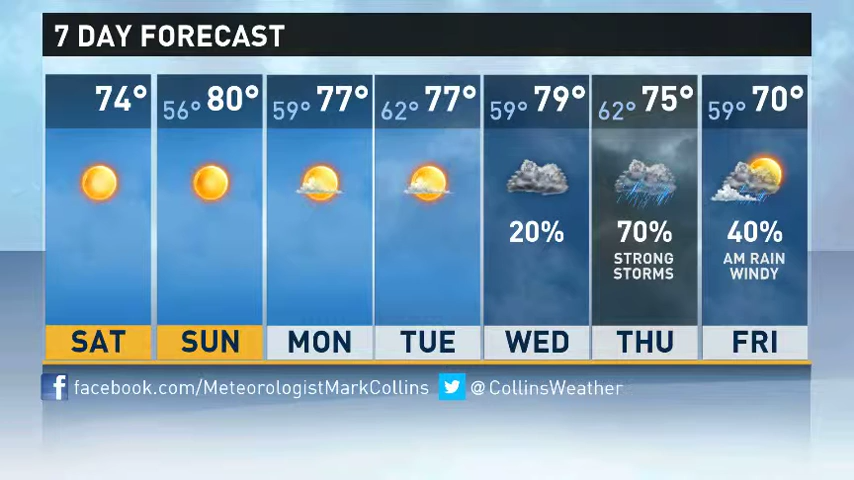 7 DAY FORECAST
74° 56° 80° 59° 77° 62° 77° 59° 79° 62° 75° 59° 70°
20% 70% 40%
STRONG AM RAIN
STORMS WINDY
SAT SUN MON TUE WED THU FRI
f facebook.com/MeteorologistMarkCollins @CollinsWeather